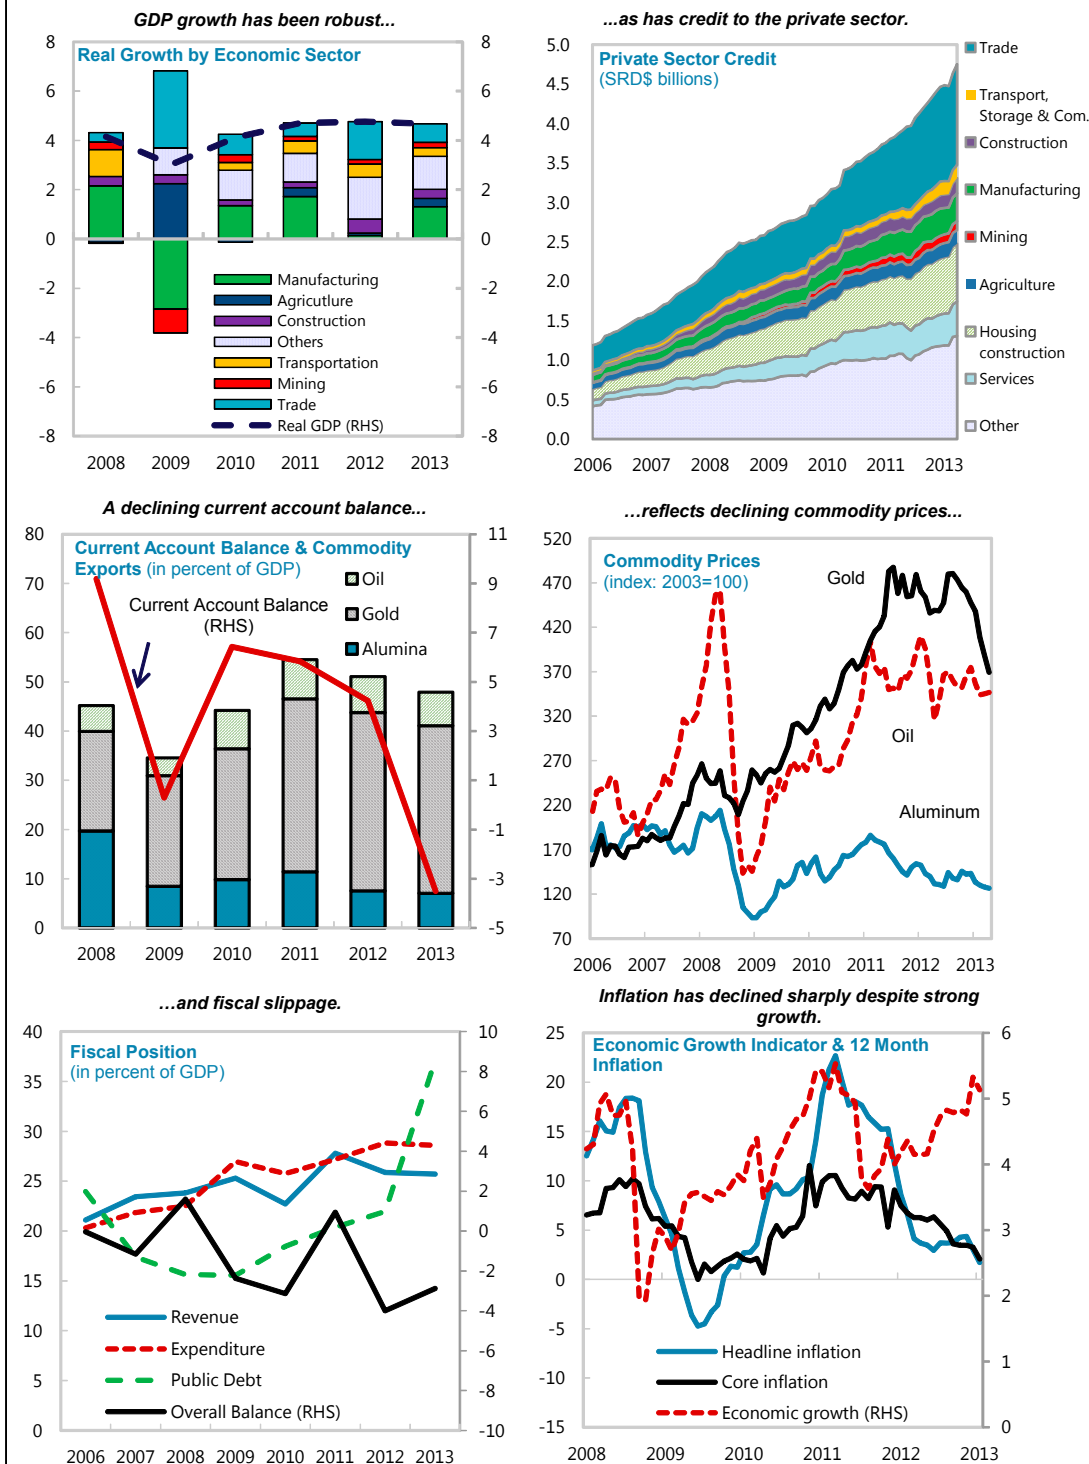 GDP growth has been robust...
8
6
4
2
0
-2
-4
-6
-8
Real Growth by Economic Sector
Manufacturing
Agricutlure
Construction
Others
Transportation
Mining
Trade
Real GDP (RHS)
8
6
4
2
0
-2
-4
-6
-8
2008 2009 2010 2011 2012 2013
...as has credit to the private sector.
5.0
4.5
4.0
3.5
3.0
2.5
2.0
1.5
1.0
0.5
0.0
Private Sector Credit
(SRD$ billions)
Trade
Transport,
Storage & Com.
Construction
Manufacturing
Mining
Agriculture
Housing
construction
Services
Other
2006 2007 2008 2009 2010 2011 2013
A declining current account balance...
80
70
60
50
40
30
20
10
0
Current Account Balance & Commodity
Exports (in percent of GDP)
Oil
Gold
Alumina
Current Account Balance
(RHS)
11
9
7
5
3
1
-1
-3
-5
2008 2009 2010 2011 2012 2013
...reflects declining commodity prices...
520
470
420
370
320
270
220
170
120
70
Commodity Prices
(index: 2003=100)
Gold
Oil
Aluminum
2006 2007 2008 2009 2010 2011 2012 2013
...and fiscal slippage.
40
35
30
25
20
15
10
5
0
Fiscal Position
(in percent of GDP)
Revenue
Expenditure
Public Debt
Overall Balance (RHS)
10
8
6
4
2
0
-2
-4
-6
-8
-10
2006 2007 2008 2009 2010 2011 2012 2013
Inflation has declined sharply despite strong
growth.
25
20
15
10
5
0
-5
-10
-15
Economic Growth Indicator & 12 Month
Inflation
Headline inflation
Core inflation
Economic growth (RHS)
6
5
4
3
2
1
0
2008 2009 2010 2011 2012 2013